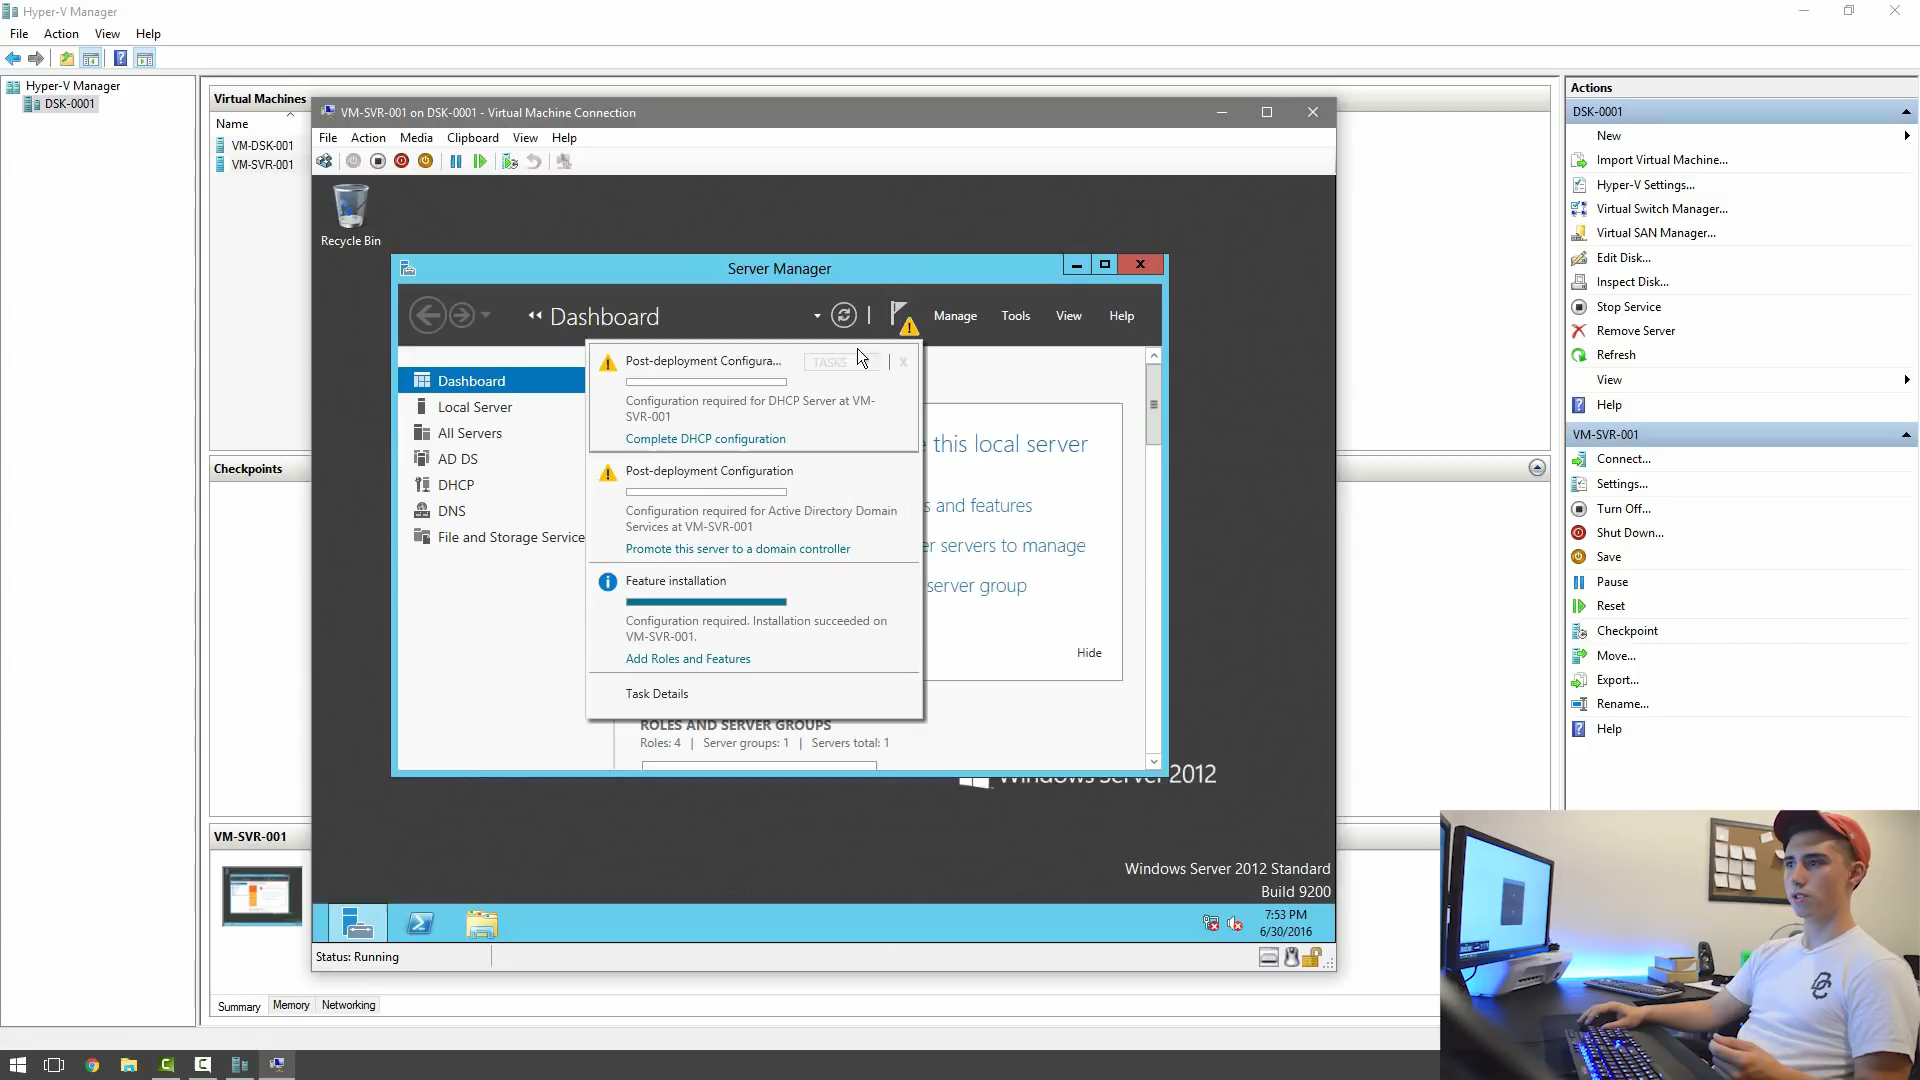 Hyper-V Manager
File Action View Help
Hyper-V Manager
DSK-0001
Virtual Machines
Name
VM-DSK-001
VM-SVR-001
Checkpoints
VM-SVR-001
Summary Memory Networking
VM-SVR-001 on DSK-0001 - Virtual Machine Connection
File Action Media Clipboard View Help
Recycle Bin
Server Manager
Dashboard
Manage Tools View Help
Dashboard
Local Server
All Servers
AD DS
DHCP
DNS
File and Storage Service
Post-deployment Configura...
TASKS
x
Configuration required for DHCP Server at VM-
SVR-001
Complete DHCP configuration
Post-deployment Configuration
Configuration required for Active Directory Domain
Services at VM-SVR-001
Promote this server to a domain controller
Feature installation
Configuration required. Installation succeeded on
VM-SVR-001.
Add Roles and Features
Task Details
this local server
s and features
er servers to manage
server group
Hide
ROLES AND SERVER GROUPS
Roles: 4 | Server groups: 1 | Servers total: 1
Windows Server 2012
Windows Server 2012 Standard
Build 9200
7:53 PM
6/30/2016
Status: Running
Actions
DSK-0001
New
Import Virtual Machine...
Hyper-V Settings...
Virtual Switch Manager...
Virtual SAN Manager...
Edit Disk...
Inspect Disk...
Stop Service
Remove Server
Refresh
View
Help
VM-SVR-001
Connect...
Settings...
Turn Off...
Shut Down...
Save
Pause
Reset
Checkpoint
Move...
Export...
Rename...
Help